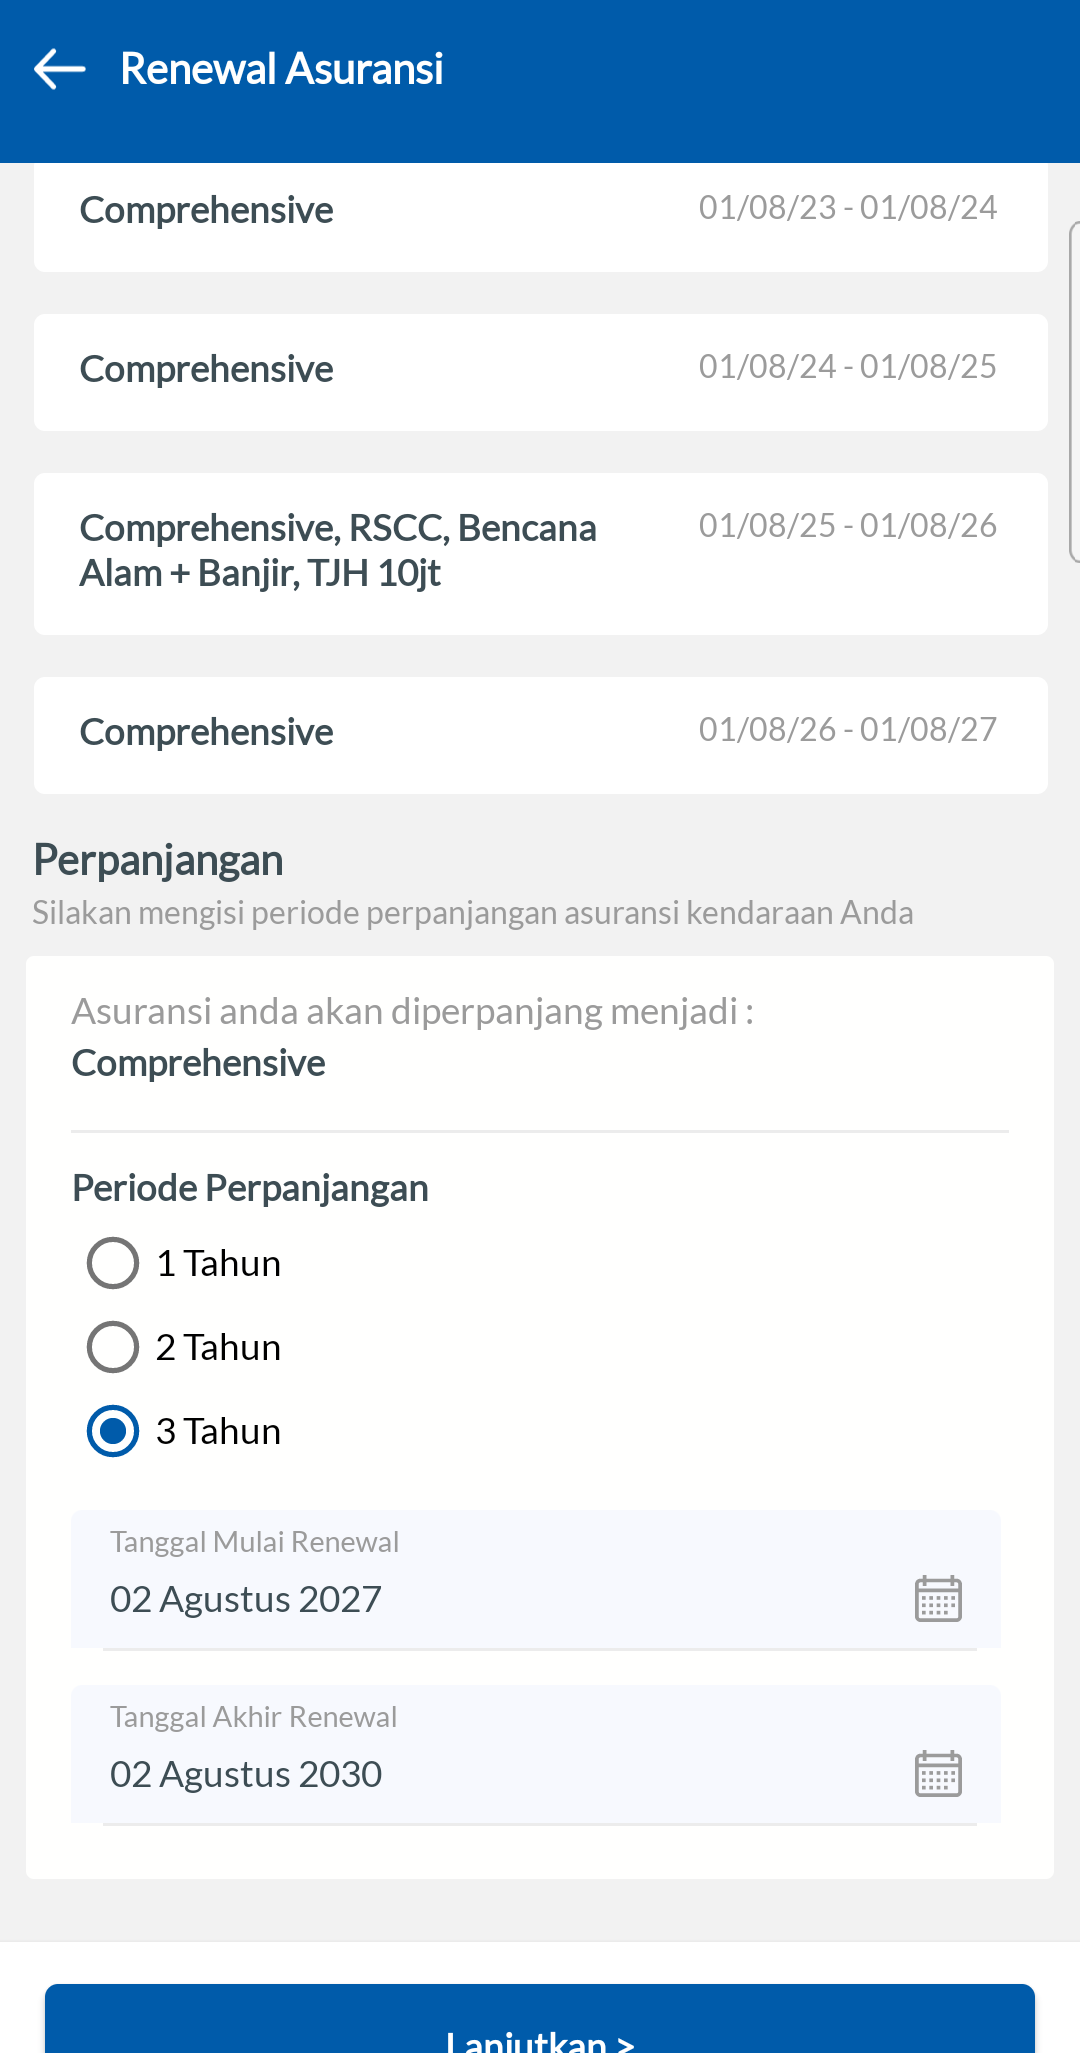 Renewal Asuransi
Comprehensive 01/08/23 - 01/08/24
Comprehensive 01/08/24 - 01/08/25
Comprehensive, RSCC, Bencana 01/08/25 - 01/08/26
Alam + Banjir, TJH 10jt
Comprehensive 01/08/26 - 01/08/27
Perpanjangan
Silakan mengisi periode perpanjangan asuransi kendaraan Anda
Asuransi anda akan diperpanjang menjadi :
Comprehensive
Periode Perpanjangan
1 Tahun
2 Tahun
3 Tahun
Tanggal Mulai Renewal
02 Agustus 2027
Tanggal Akhir Renewal
02 Agustus 2030
Lanjutkan >